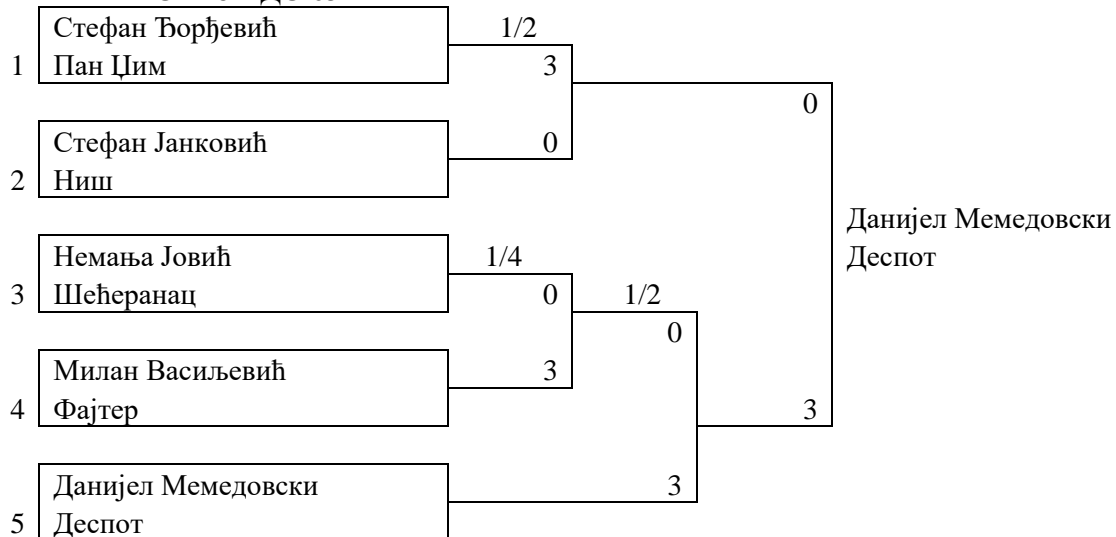 Стефан Ђорђевић
1/2
1
Пан Џим
3
0
Стефан Јанковић
0
2
Ниш
Данијел Мемедовски
Немања Јовић
1/4
Деспот
3
Шећеранац
0
1/2
0
Милан Васиљевић
3
4
Фајтер
3
Данијел Мемедовски
3
5
Деспот